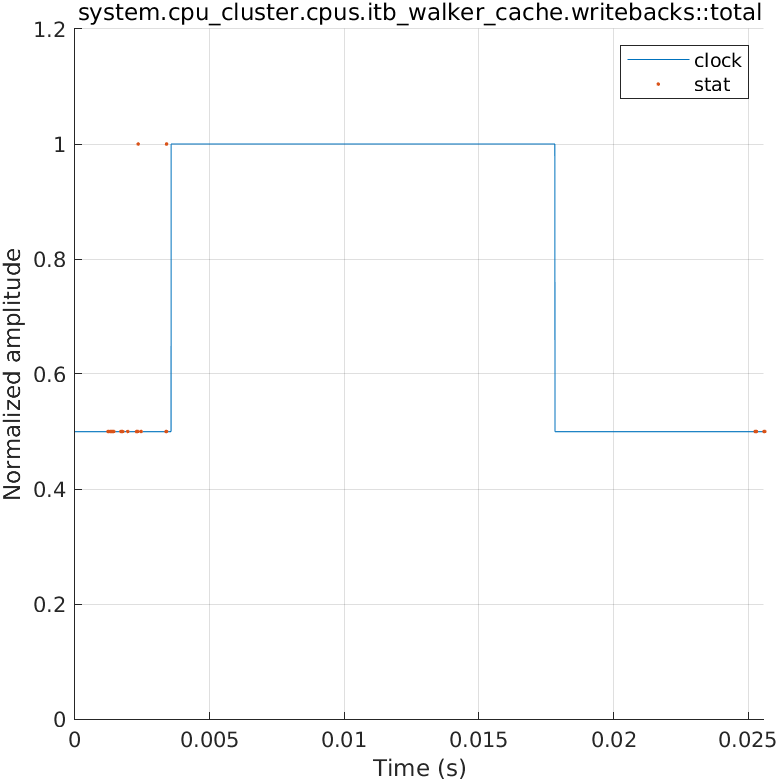 system.cpu_cluster.cpus.itb_walker_cache.writebacks::total
1.2
1
0.8
0.6
0.4
0.2
0
Normalized amplitude
clock
stat
0 0.005 0.01 0.015 0.02 0.025
Time (s)